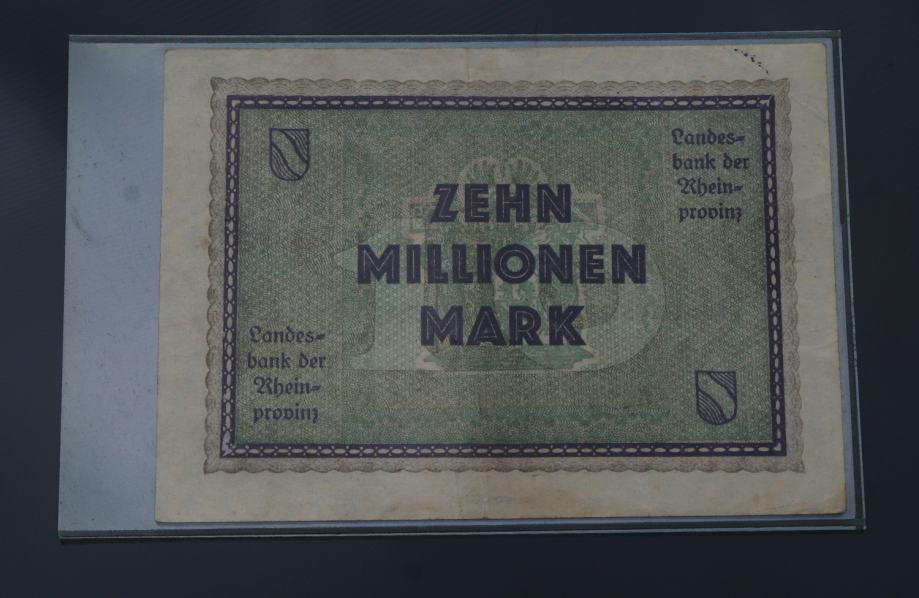 Landes-
bank der
Rhein-
provinz
ZEHN
MILLIONEN
MARK
Landes-
bank der
Rhein-
provinz